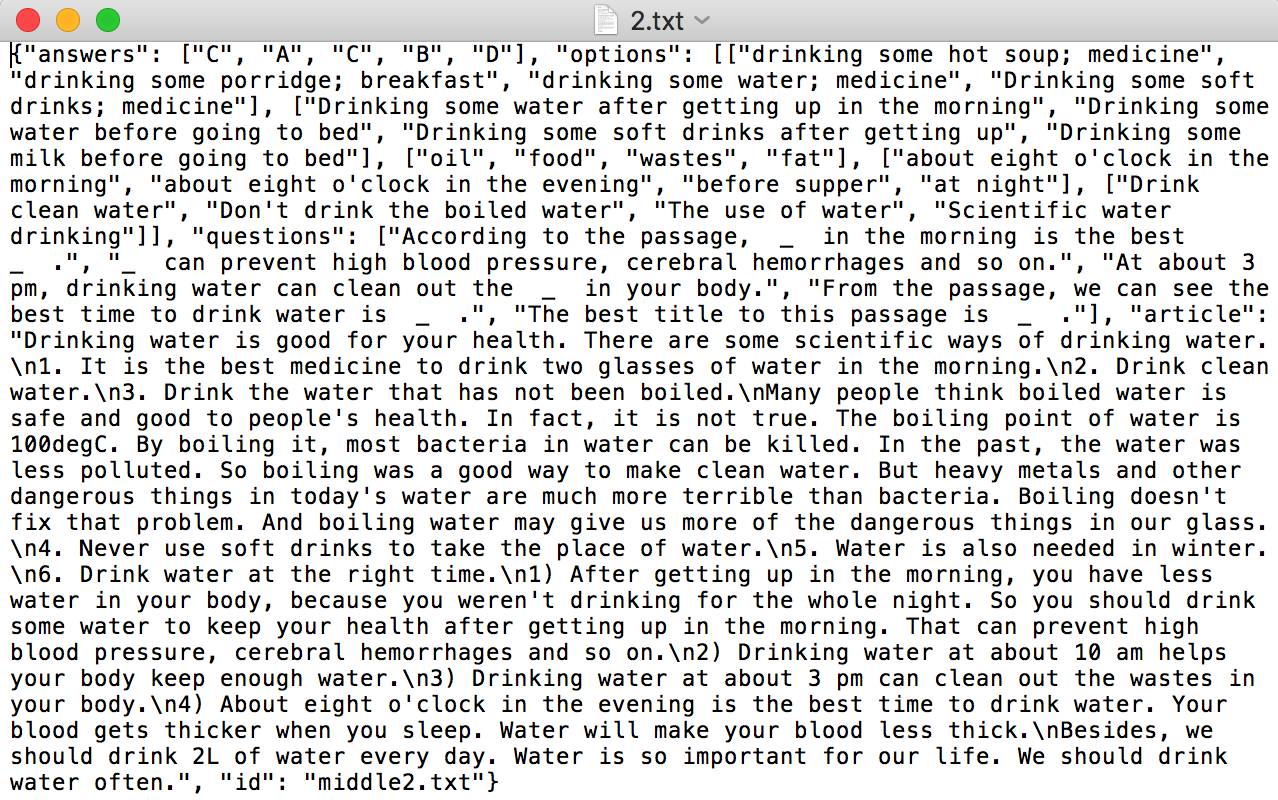 2.txt
{"answers": ["C", "A", "C", "B", "D"], "options": [["drinking some hot soup; medicine",
"drinking some porridge; breakfast", "drinking some water; medicine", "Drinking some soft
drinks; medicine"], ["Drinking some water after getting up in the morning", "Drinking some
water before going to bed", "Drinking some soft drinks after getting up", "Drinking some
milk before going to bed"], ["oil", "food", "wastes", "fat"], ["about eight o'clock in the
morning", "about eight o'clock in the evening", "before supper", "at night"], ["Drink
clean water", "Don't drink the boiled water", "The use of water", "Scientific water
drinking"]], "questions": ["According to the passage,  _  in the morning is the best
_  .", "_  can prevent high blood pressure, cerebral hemorrhages and so on.", "At about 3
pm, drinking water can clean out the  _  in your body.", "From the passage, we can see the
best time to drink water is  _  .", "The best title to this passage is  _  ."], "article":
"Drinking water is good for your health. There are some scientific ways of drinking water.
\n1. It is the best medicine to drink two glasses of water in the morning.\n2. Drink clean
water.\n3. Drink the water that has not been boiled.\nMany people think boiled water is
safe and good to people's health. In fact, it is not true. The boiling point of water is
100degC. By boiling it, most bacteria in water can be killed. In the past, the water was
less polluted. So boiling was a good way to make clean water. But heavy metals and other
dangerous things in today's water are much more terrible than bacteria. Boiling doesn't
fix that problem. And boiling water may give us more of the dangerous things in our glass.
\n4. Never use soft drinks to take the place of water.\n5. Water is also needed in winter.
\n6. Drink water at the right time.\n1) After getting up in the morning, you have less
water in your body, because you weren't drinking for the whole night. So you should drink
some water to keep your health after getting up in the morning. That can prevent high
blood pressure, cerebral hemorrhages and so on.\n2) Drinking water at about 10 am helps
your body keep enough water.\n3) Drinking water at about 3 pm can clean out the wastes in
your body.\n4) About eight o'clock in the evening is the best time to drink water. Your
blood gets thicker when you sleep. Water will make your blood less thick.\nBesides, we
should drink 2L of water every day. Water is so important for our life. We should drink
water often.", "id": "middle2.txt"}